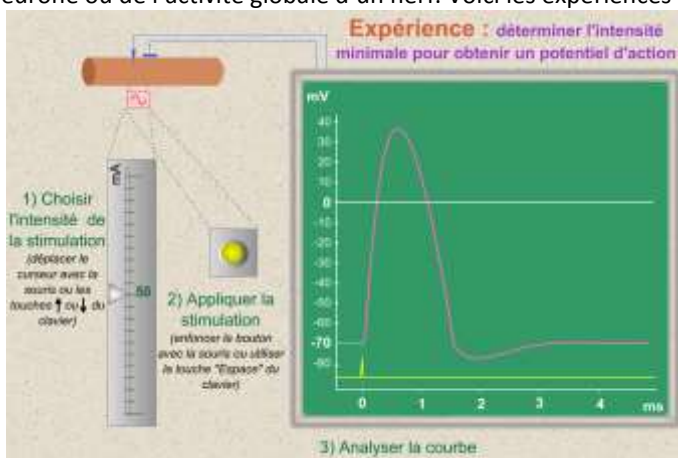 eurone ou de l'activité globale d'un nerf. Voici les expériences
Expérience : déterminer l'intensité
minimale pour obtenir un potentiel d'action
mV
40
30
20
10
0
-10
-20
-30
-40
-50
-60
-70
-80
0 1 2 3 4 ms
mA
50
1) Choisir
l'intensité de
la stimulation
(déplacer le
curseur avec la
souris ou les
touches ↑ ou ↓ du
clavier)
2) Appliquer la
stimulation
(enfoncer le bouton
avec la souris ou utiliser
la touche "Espace" du
clavier)
3) Analyser la courbe